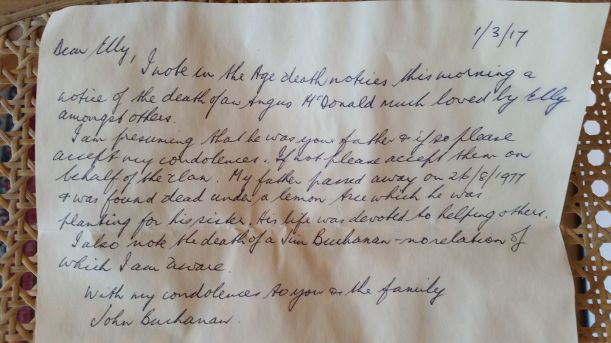 1/3/17
Dear Elly,
I note in the Age death notices this morning a
notice of the death of an Angus McDonald much loved by Elly
amongst others.
I am presuming that he was your father & if so please
accept my condolences. If not please accept them on
behalf of the clan. My father passed away on 26/8/1977
& was found dead under a lemon tree which he was
planting for his sister. His life was devoted to helping others.
I also note the death of a Jim Buchanan - no relation of
which I am aware.
With my condolences to you & the family
John Buchanan.